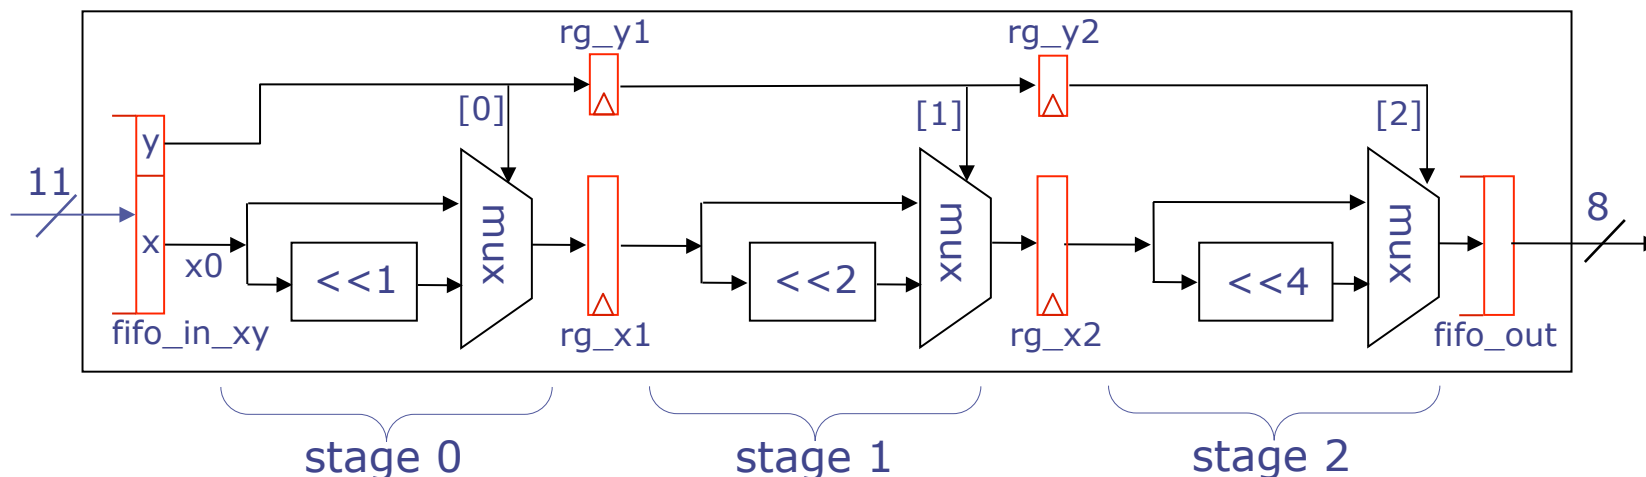 rg_y1
rg_y2
[0]
[1]
[2]
y
11
x
x0
<<1
mux
<<2
mux
<<4
mux
8
fifo_in_xy
rg_x1
rg_x2
fifo_out
stage 0
stage 1
stage 2